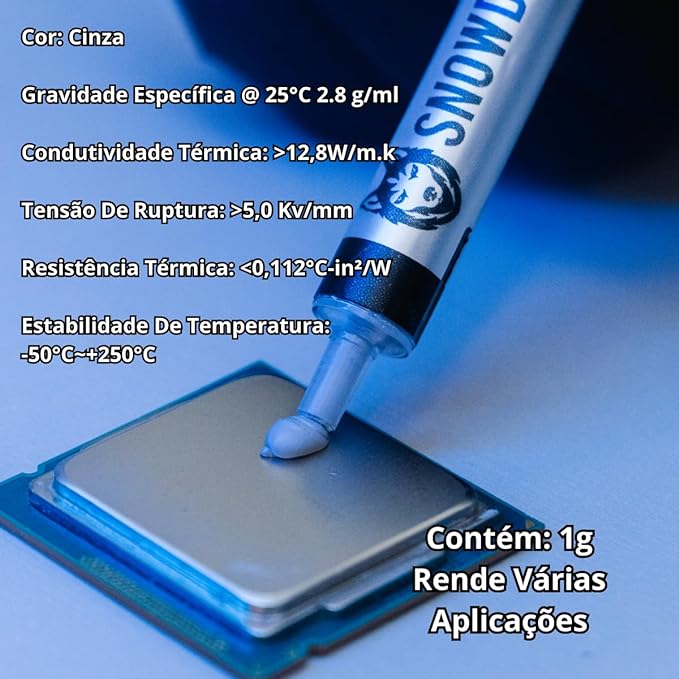 Cor: Cinza
Gravidade Específica @ 25°C 2.8 g/ml
Condutividade Térmica: >12,8W/m.k
Tensão De Ruptura: >5,0 Kv/mm
Resistência Térmica: <0,112°C-in²/W
Estabilidade De Temperatura:
-50°C~+250°C
SNOWD
Contém: 1g
Rende Várias
Aplicações